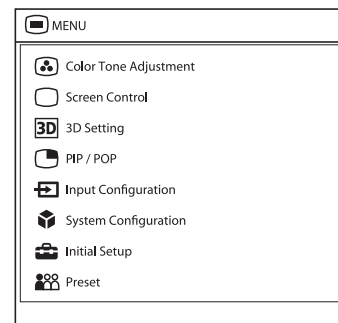 MENU
Color Tone Adjustment
Screen Control
3D 3D Setting
PIP / POP
Input Configuration
System Configuration
Initial Setup
Preset